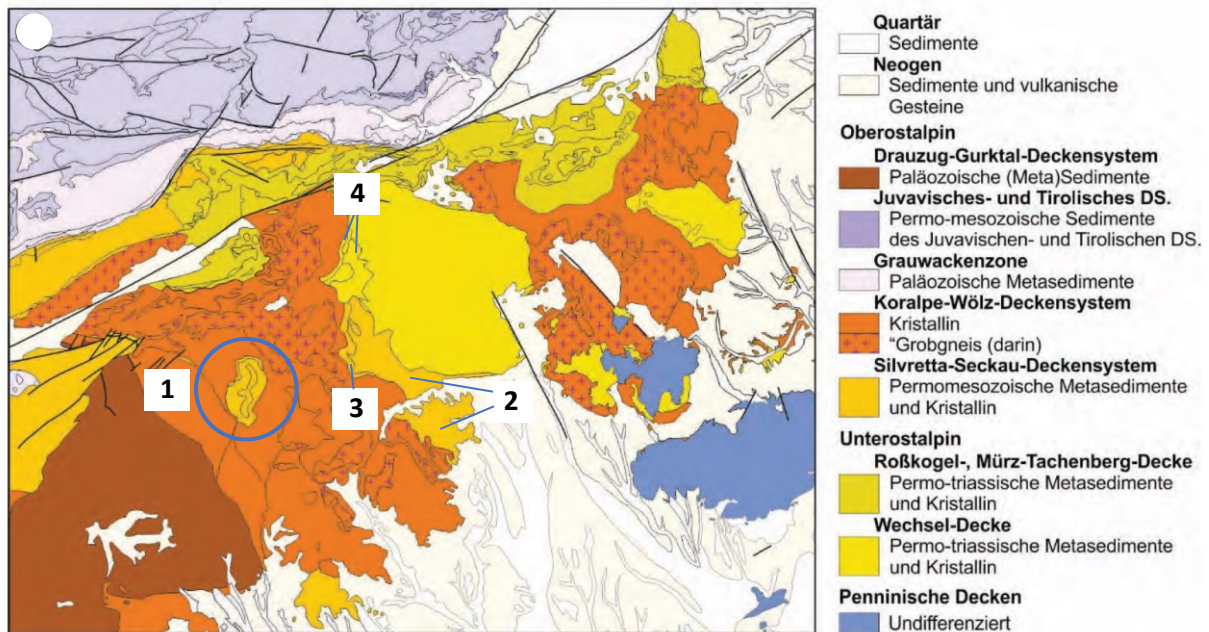 4
1
3
2
Quartär
Sedimente
Neogen
Sedimente und vulkanische
Gesteine
Oberostalpin
Drauzug-Gurktal-Deckensystem
Paläozoische (Meta)Sedimente
Juvavisches- und Tirolisches DS.
Permo-mesozoische Sedimente
des Juvavischen- und Tirolischen DS.
Grauwackenzone
Paläozoische Metasedimente
Koralpe-Wölz-Deckensystem
Kristallin
“Grobgneis (darin)
Silvretta-Seckau-Deckensystem
Permomesozoische Metasedimente
und Kristallin
Unterostalpin
Roßkogel-, Mürz-Tachenberg-Decke
Permo-triassische Metasedimente
und Kristallin
Wechsel-Decke
Permo-triassische Metasedimente
und Kristallin
Penninische Decken
Undifferenziert